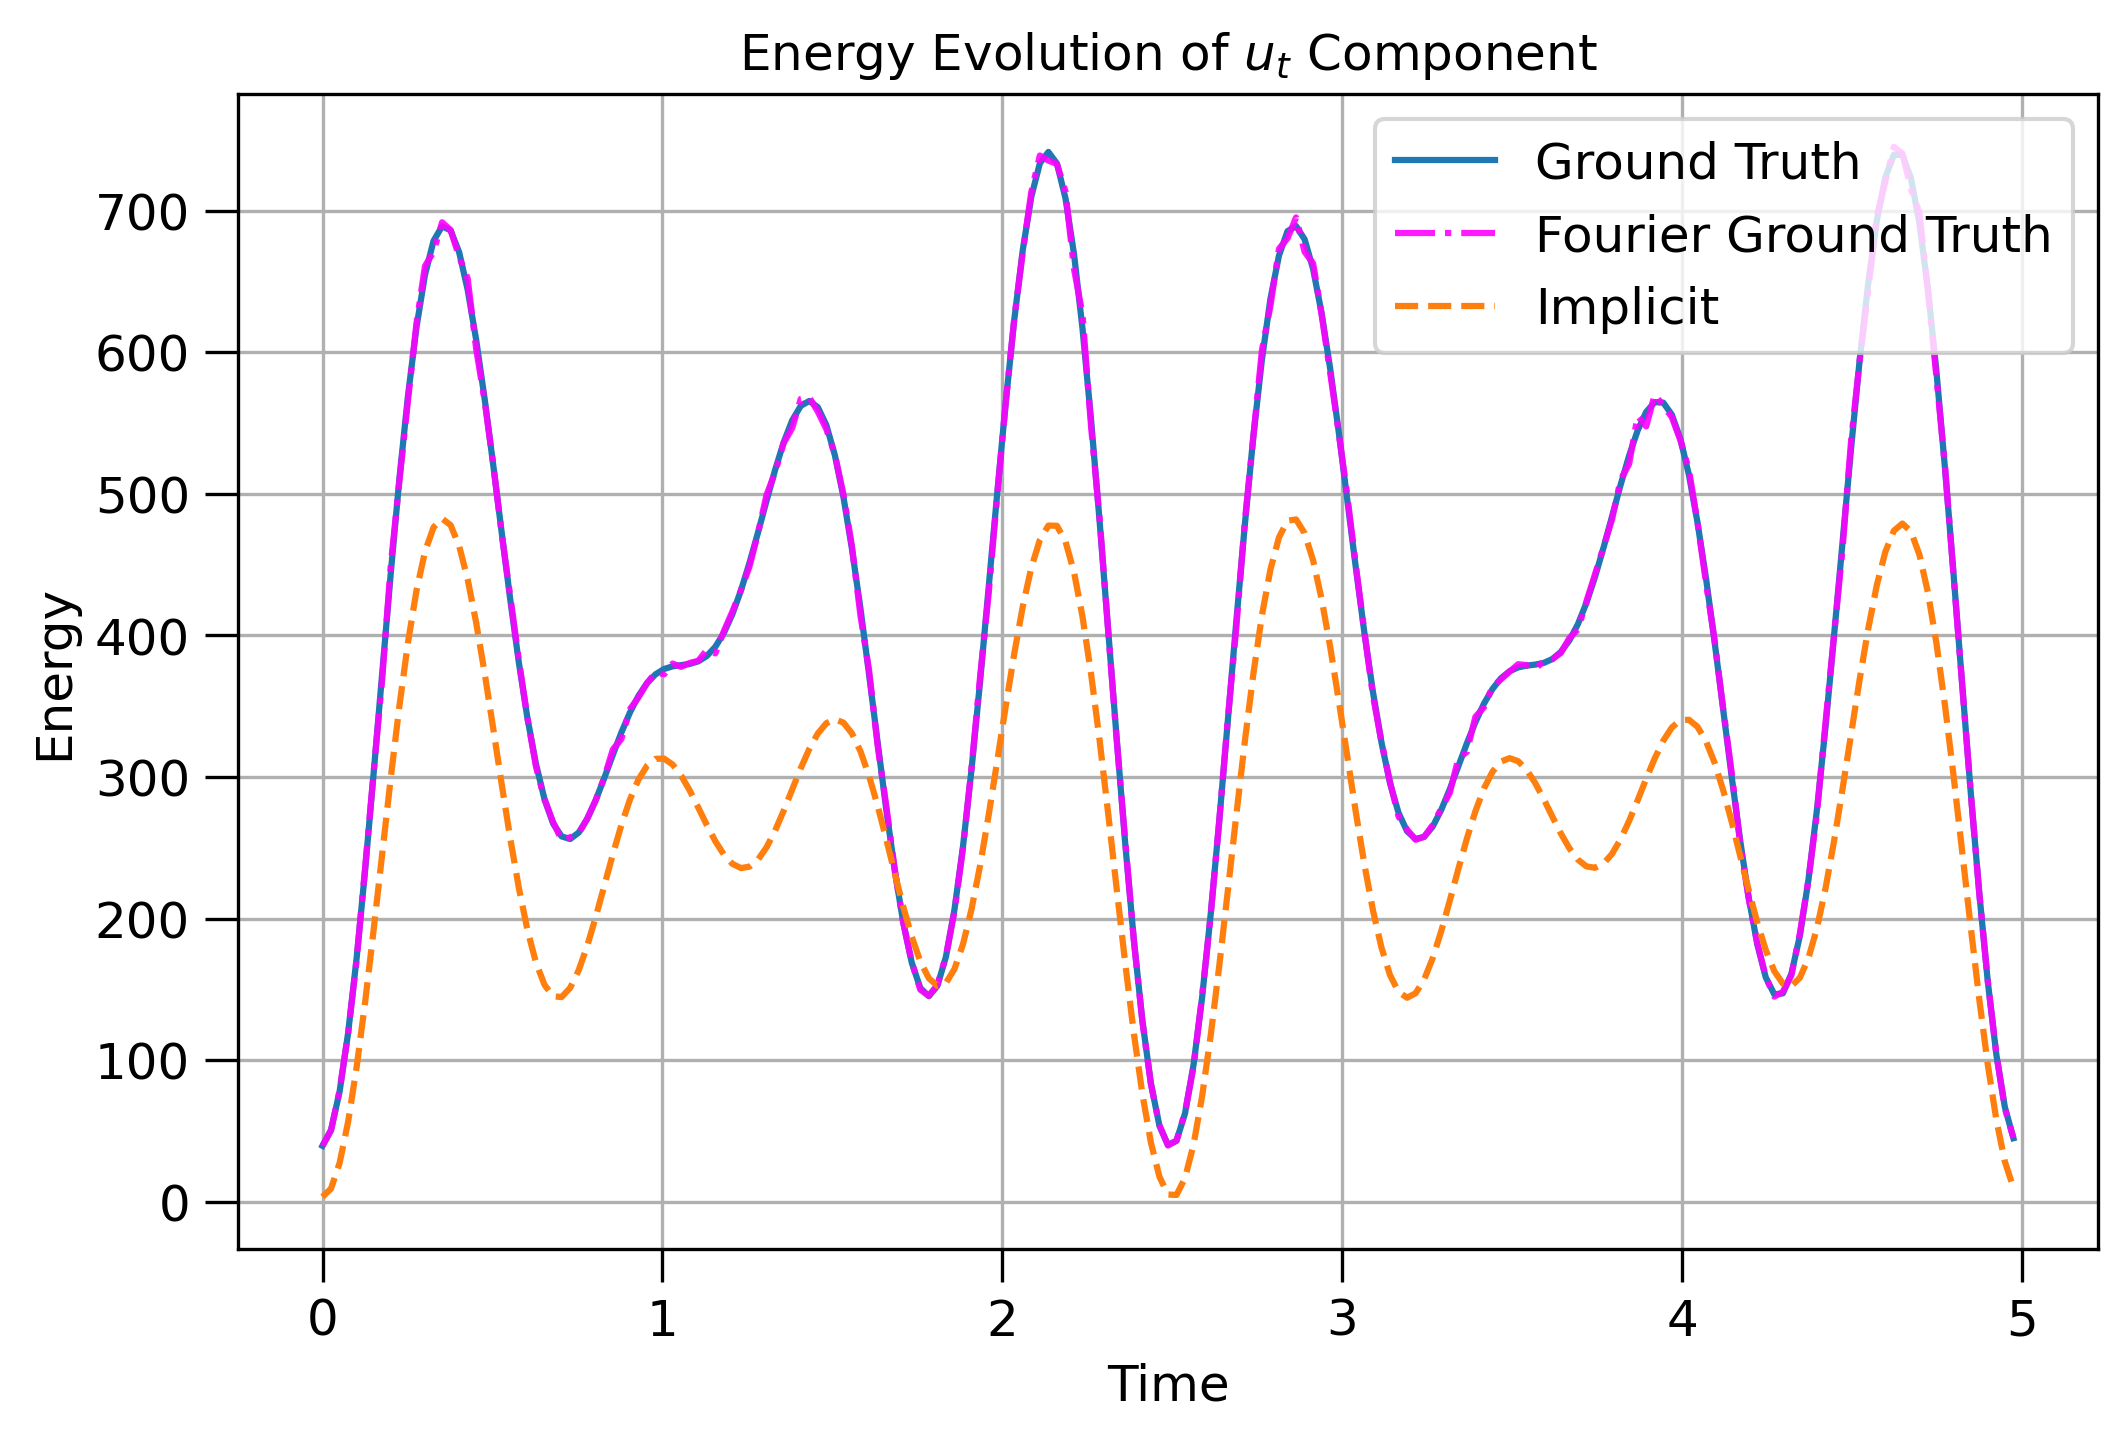 Energy Evolution of u_t Component
Ground Truth
Fourier Ground Truth
Implicit
Energy
700
600
500
400
300
200
100
0
0 1 2 3 4 5
Time